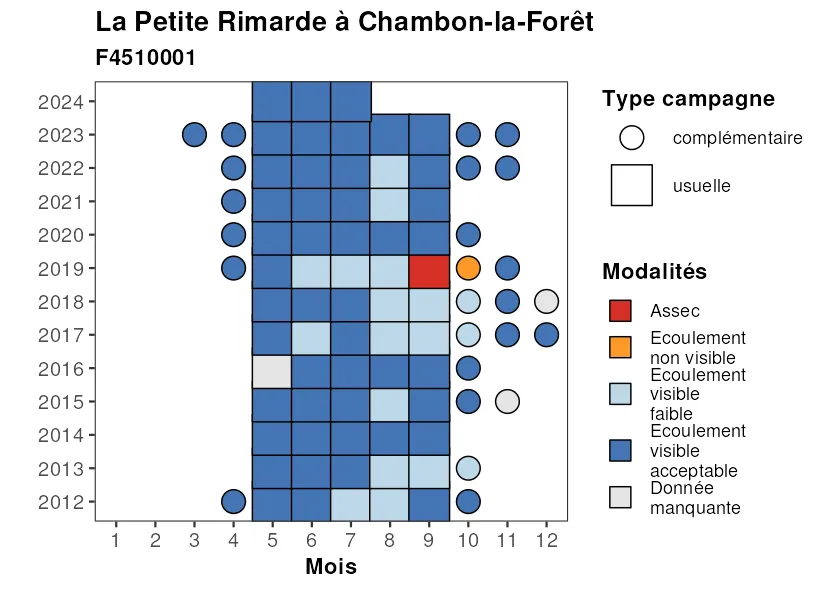 La Petite Rimarde à Chambon-la-Forêt
F4510001
2024
2023
2022
2021
2020
2019
2018
2017
2016
2015
2014
2013
2012
1 2 3 4 5 6 7 8 9 10 11 12
Mois
Type campagne
complémentaire
usuelle
Modalités
Assec
Ecoulement
non visible
Ecoulement
visible
faible
Ecoulement
visible
acceptable
Donnée
manquante